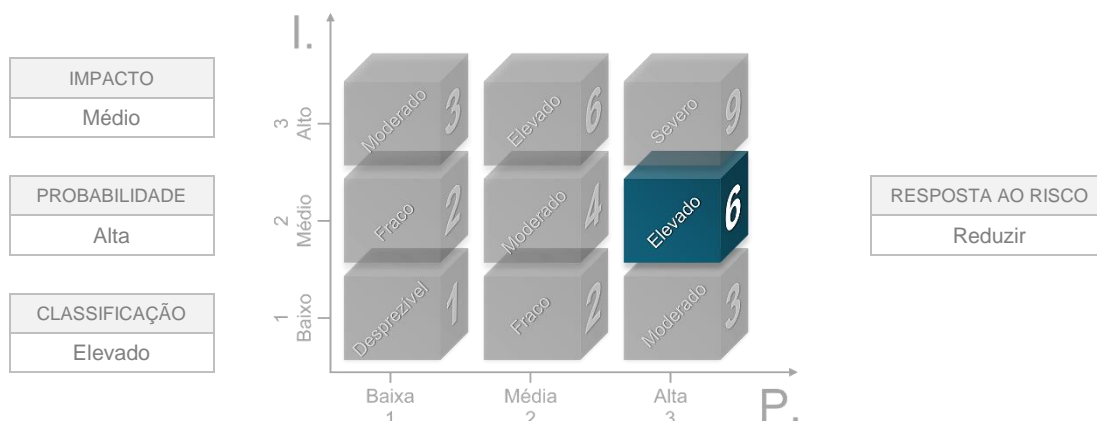 I.
IMPACTO
Médio
PROBABILIDADE
Alta
CLASSIFICAÇÃO
Elevado
3
Alto
Moderado 3
Elevado 6
Severo 9
2
Médio
Fraco 2
Moderado 4
Elevado 6
1
Baixo
Desprezível 1
Fraco 2
Moderado 3
Baixa
1
Média
2
Alta
3
P.
RESPOSTA AO RISCO
Reduzir